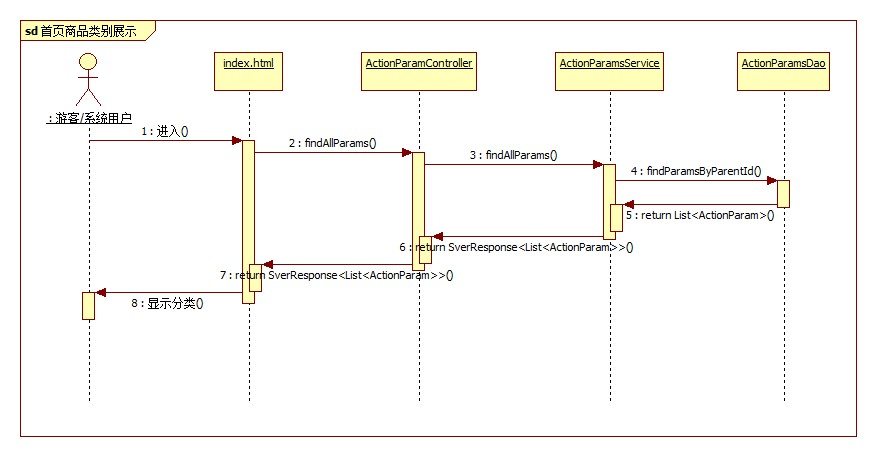 sd 首页商品类别展示
index.html
ActionParamController
ActionParamsService
ActionParamsDao
: 游客/系统用户
1 : 进入()
2 : findAllParams()
3 : findAllParams()
4 : findParamsByParentId()
5 : return List<ActionParam>()
6 : return SverResponse<List<ActionParam>>()
7 : return SverResponse<List<ActionParam>>()
8 : 显示分类()